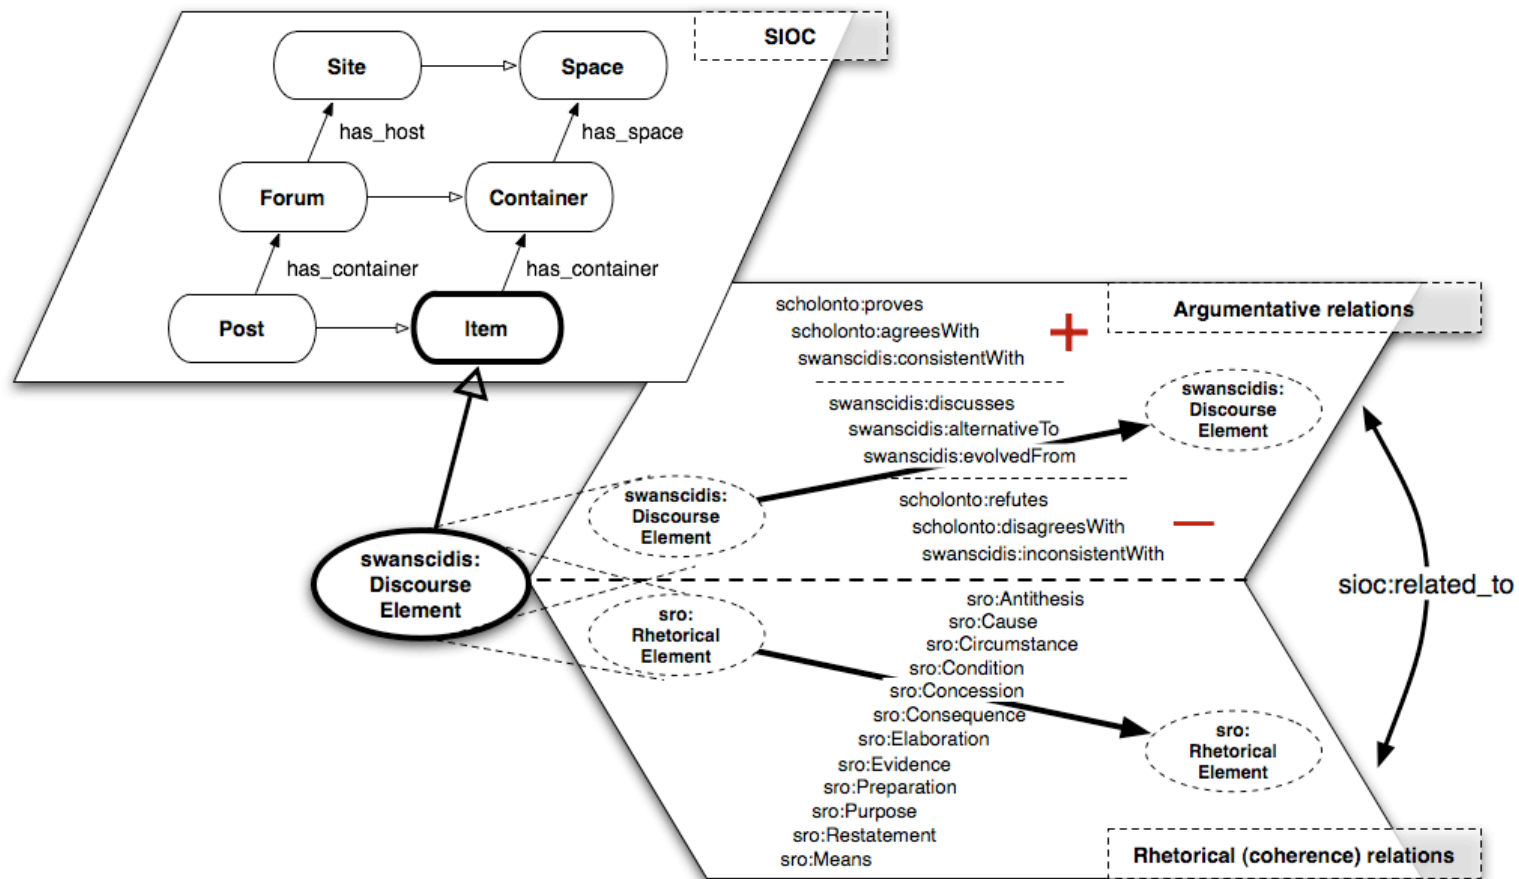 SIOC
Site
Space
has_host
has_space
Forum
Container
has_container
has_container
Post
Item
Argumentative relations
scholonto:proves
scholonto:agreesWith
+
swanscidis:consistentWith
swanscidis:
Discourse
Element
swanscidis:discusses
swanscidis:alternativeTo
swanscidis:evolvedFrom
swanscidis:
Discourse
Element
scholonto:refutes
scholonto:disagreesWith
—
swanscidis:inconsistentWith
swanscidis:
Discourse
Element
sioc:related_to
sro:
Rhetorical
Element
sro:Antithesis
sro:Cause
sro:Circumstance
sro:Condition
sro:Concession
sro:Consequence
sro:Elaboration
sro:Evidence
sro:Preparation
sro:Purpose
sro:Restatement
sro:Means
sro:
Rhetorical
Element
Rhetorical (coherence) relations